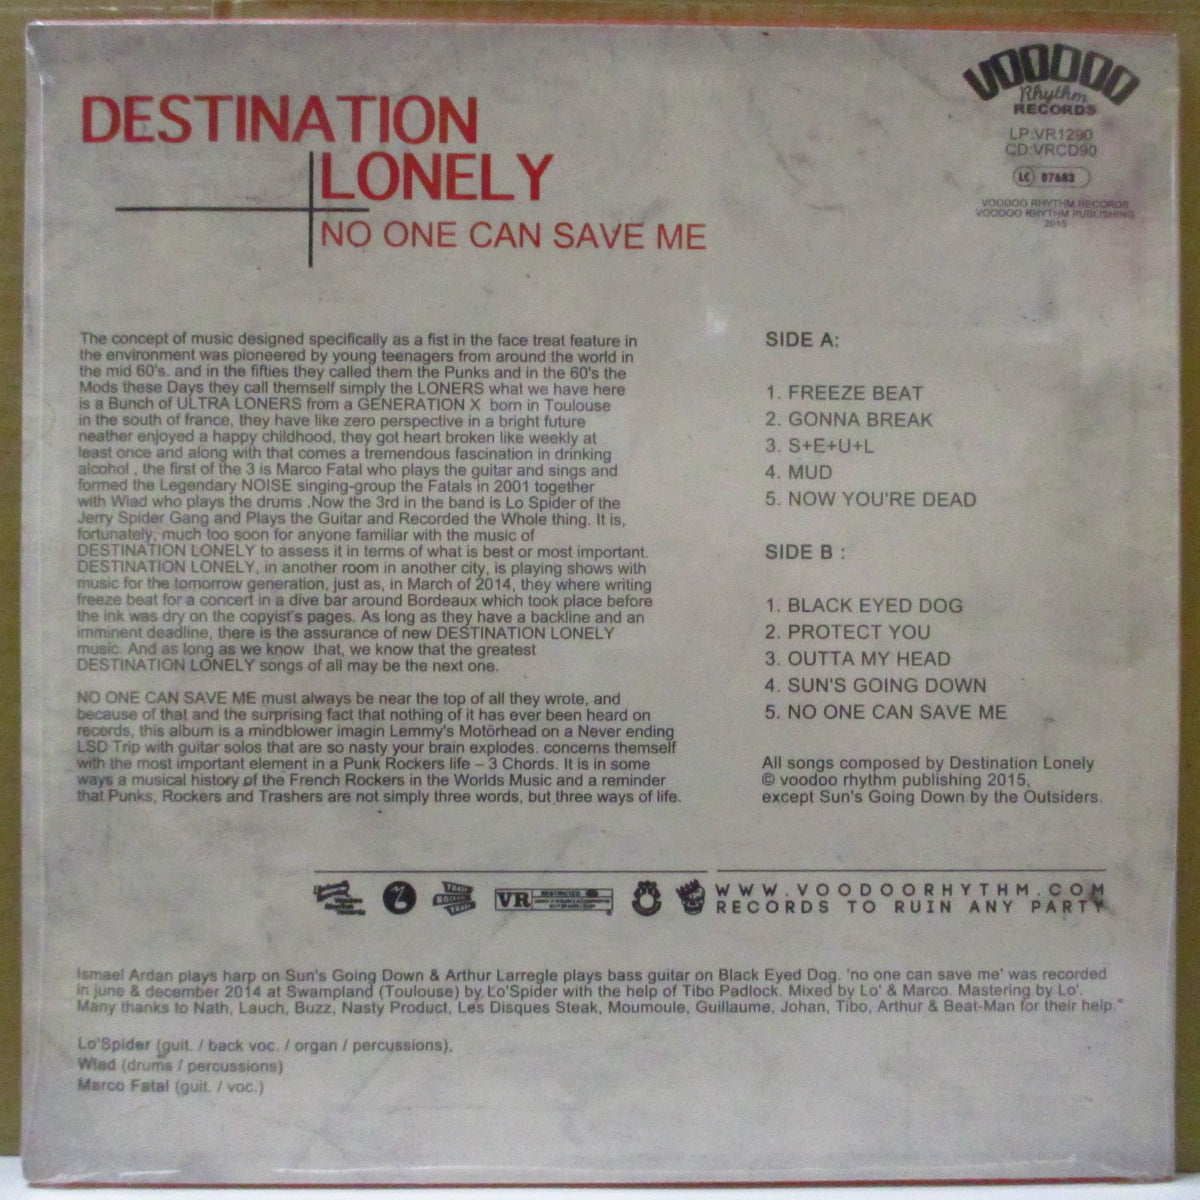 DESTINATION
LONELY
NO ONE CAN SAVE ME
VOODOO
Rhythm
RECORDS
LP:VR1290
CD:VRCD90
LC 07683
VOODOO RHYTHM RECORDS
VOODOO RHYTHM PUBLISHING
2015
The concept of music designed specifically as a fist in the face treat feature in
the environment was pioneered by young teenagers from around the world in
the mid 60's. and in the fifties they called them the Punks and in the 60's the
Mods these Days they call themself simply the LONERS what we have here
is a Bunch of ULTRA LONERS from a GENERATION X born in Toulouse
in the south of france, they have like zero perspective in a bright future
neather enjoyed a happy childhood, they got heart broken like weekly at
least once and along with that comes a tremendous fascination in drinking
alcohol , the first of the 3 is Marco Fatal who plays the guitar and sings and
formed the Legendary NOISE singing-group the Fatals in 2001 together
with Wlad who plays the drums .Now the 3rd in the band is Lo Spider of the
Jerry Spider Gang and Plays the Guitar and Recorded the Whole thing. It is,
fortunately, much too soon for anyone familiar with the music of
DESTINATION LONELY to assess it in terms of what is best or most important.
DESTINATION LONELY, in another room in another city, is playing shows with
music for the tomorrow generation, just as, in March of 2014, they where writing
freeze beat for a concert in a dive bar around Bordeaux which took place before
the ink was dry on the copyist's pages. As long as they have a backline and an
imminent deadline, there is the assurance of new DESTINATION LONELY
music. And as long as we know that, we know that the greatest
DESTINATION LONELY songs of all may be the next one.
NO ONE CAN SAVE ME must always be near the top of all they wrote, and
because of that and the surprising fact that nothing of it has ever been heard on
records, this album is a mindblower imagin Lemmy's Motörhead on a Never ending
LSD Trip with guitar solos that are so nasty your brain explodes. concerns themself
with the most important element in a Punk Rockers life – 3 Chords. It is in some
ways a musical history of the French Rockers in the Worlds Music and a reminder
that Punks, Rockers and Trashers are not simply three words, but three ways of life.
SIDE A:
1. FREEZE BEAT
2. GONNA BREAK
3. S+E+U+L
4. MUD
5. NOW YOU'RE DEAD
SIDE B :
1. BLACK EYED DOG
2. PROTECT YOU
3. OUTTA MY HEAD
4. SUN'S GOING DOWN
5. NO ONE CAN SAVE ME
All songs composed by Destination Lonely
© voodoo rhythm publishing 2015,
except Sun's Going Down by the Outsiders.
VR RESTRICTED
WWW.VOODOORHYTHM.COM
RECORDS TO RUIN ANY PARTY
Ismael Ardan plays harp on Sun's Going Down & Arthur Larregle plays bass guitar on Black Eyed Dog. 'no one can save me' was recorded
in june & december 2014 at Swampland (Toulouse) by Lo'Spider with the help of Tibo Padlock. Mixed by Lo' & Marco. Mastering by Lo'.
Many thanks to Nath, Lauch, Buzz, Nasty Product, Les Disques Steak, Moumoule, Guillaume, Johan, Tibo, Arthur & Beat-Man for their help."
Lo'Spider (guit. / back voc. / organ / percussions),
Wlad (drums / percussions)
Marco Fatal (guit. / voc.)